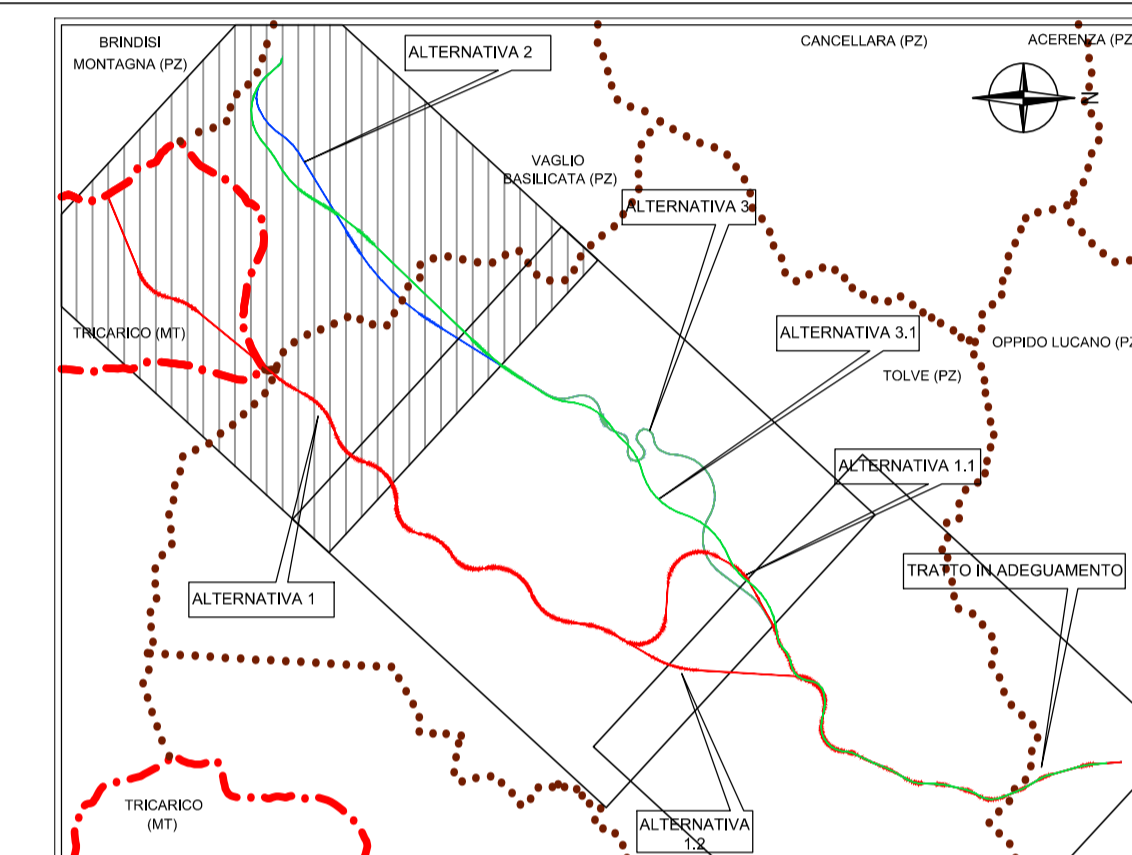 BRINDISI
MONTAGNA (PZ)
ALTERNATIVA 2
CANCELLARA (PZ)
ACERENZA (PZ
N
VAGLIO
BASILICATA (PZ)
ALTERNATIVA 3
TRICARICO (MT)
ALTERNATIVA 3.1
OPPIDO LUCANO (PZ
TOLVE (PZ)
ALTERNATIVA 1.1
TRATTO IN ADEGUAMENTO
ALTERNATIVA 1
TRICARICO
(MT)
ALTERNATIVA
1.2